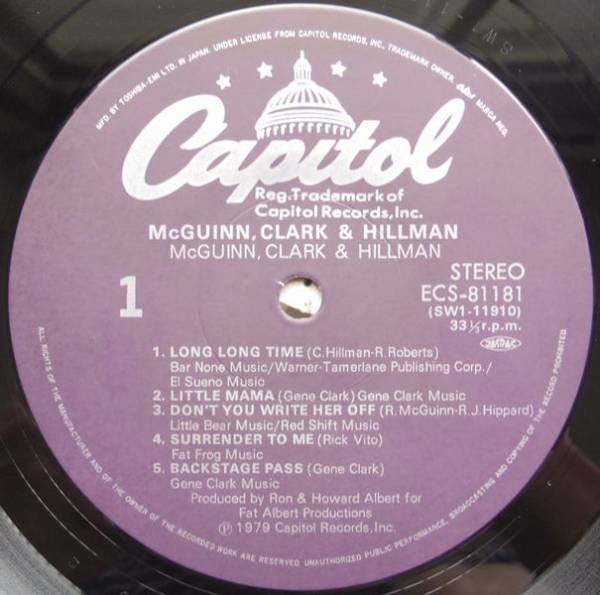 MFD. BY TOSHIBA-EMI LTD. IN JAPAN. UNDER LICENSE FROM CAPITOL RECORDS, INC., TRADEMARK OWNER. MARCA REG.
Capitol
Reg.Trademark of
Capitol Records,Inc.
McGUINN, CLARK & HILLMAN
McGUINN, CLARK & HILLMAN
1
STEREO
ECS-81181
(SW1-11910)
33⅓r.p.m.
JASRAC
1. LONG LONG TIME (C.Hillman-R.Roberts)
Bar None Music/Warner-Tamerlane Publishing Corp./
El Sueno Music
2. LITTLE MAMA (Gene Clark) Gene Clark Music
3. DON'T YOU WRITE HER OFF (R.McGuinn-R.J.Hippard)
Little Bear Music/Red Shift Music
4. SURRENDER TO ME (Rick Vito)
Fat Frog Music
5. BACKSTAGE PASS (Gene Clark)
Gene Clark Music
Produced by Ron & Howard Albert for
Fat Albert Productions
Ⓟ 1979 Capitol Records, Inc.
ALL RIGHTS OF THE MANUFACTURER AND OF THE OWNER OF THE RECORDED WORK ARE RESERVED UNAUTHORIZED PUBLIC PERFORMANCE, BROADCASTING AND COPYING OF THE RECORD PROHIBITED.